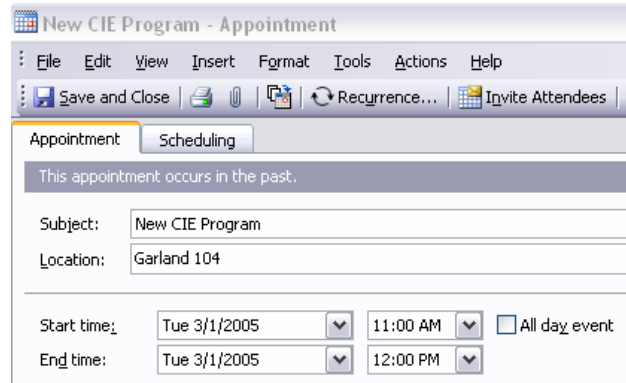 New CIE Program - Appointment
File Edit View Insert Format Tools Actions Help
Save and Close Recurrence... Invite Attendees
Appointment Scheduling
This appointment occurs in the past.
Subject: New CIE Program
Location: Garland 104
Start time: Tue 3/1/2005 11:00 AM All day event
End time: Tue 3/1/2005 12:00 PM